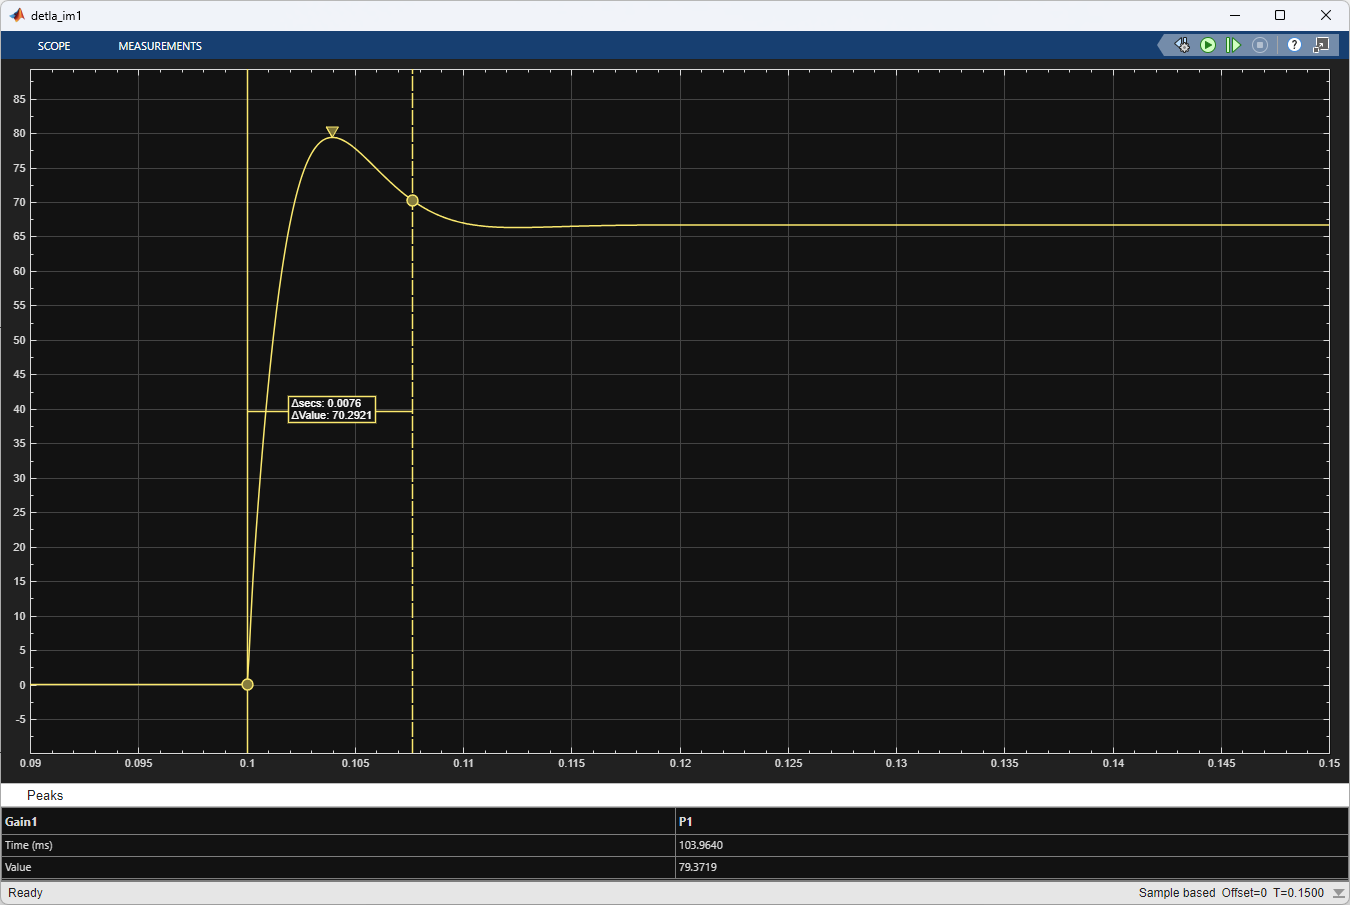 detla_im1
SCOPE MEASUREMENTS
?
85
80
75
70
65
60
55
50
45
40
35
30
25
20
15
10
5
0
-5
Δsecs: 0.0076
ΔValue: 70.2921
0.09 0.095 0.1 0.105 0.11 0.115 0.12 0.125 0.13 0.135 0.14 0.145 0.15
Peaks
Gain1 P1
Time (ms) 103.9640
Value 79.3719
Ready Sample based Offset=0 T=0.1500